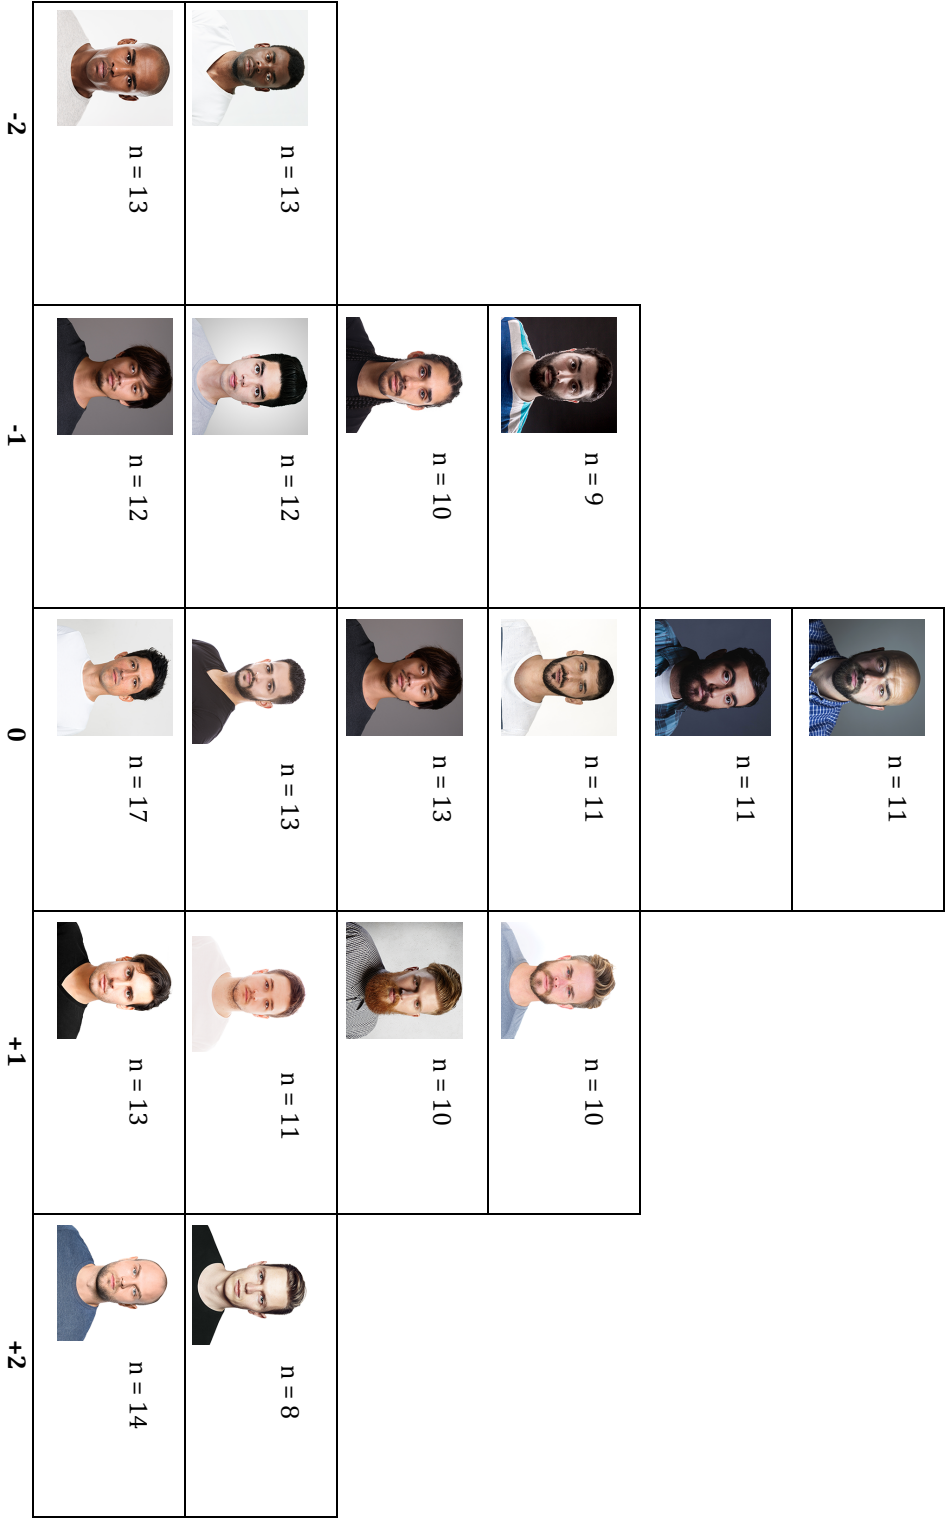 -2
n = 13
n = 13
-1
n = 12
n = 12
n = 10
n = 9
0
n = 17
n = 13
n = 13
n = 11
n = 11
n = 11
+1
n = 13
n = 11
n = 10
n = 10
+2
n = 14
n = 8